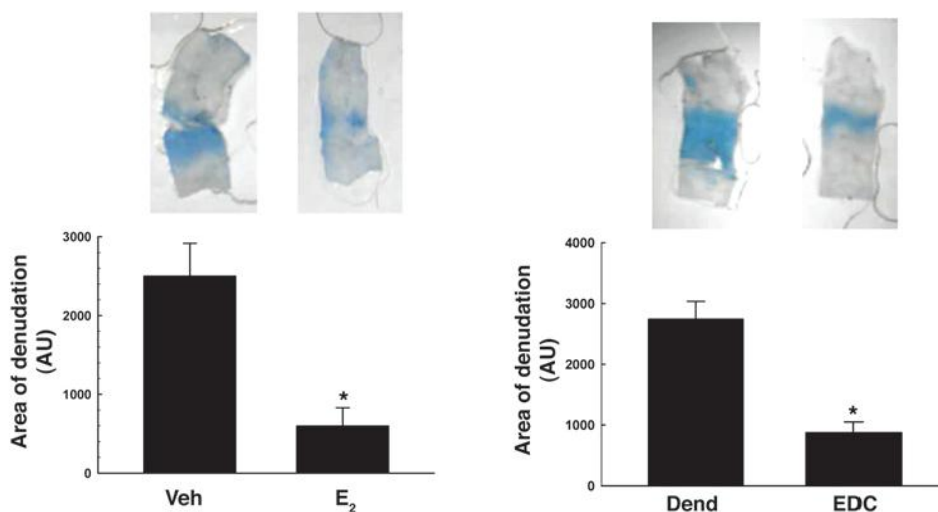 Area of denudation
(AU)
3000
2000
1000
0
*
Veh
E₂
Area of denudation
(AU)
4000
3000
2000
1000
0
*
Dend
EDC